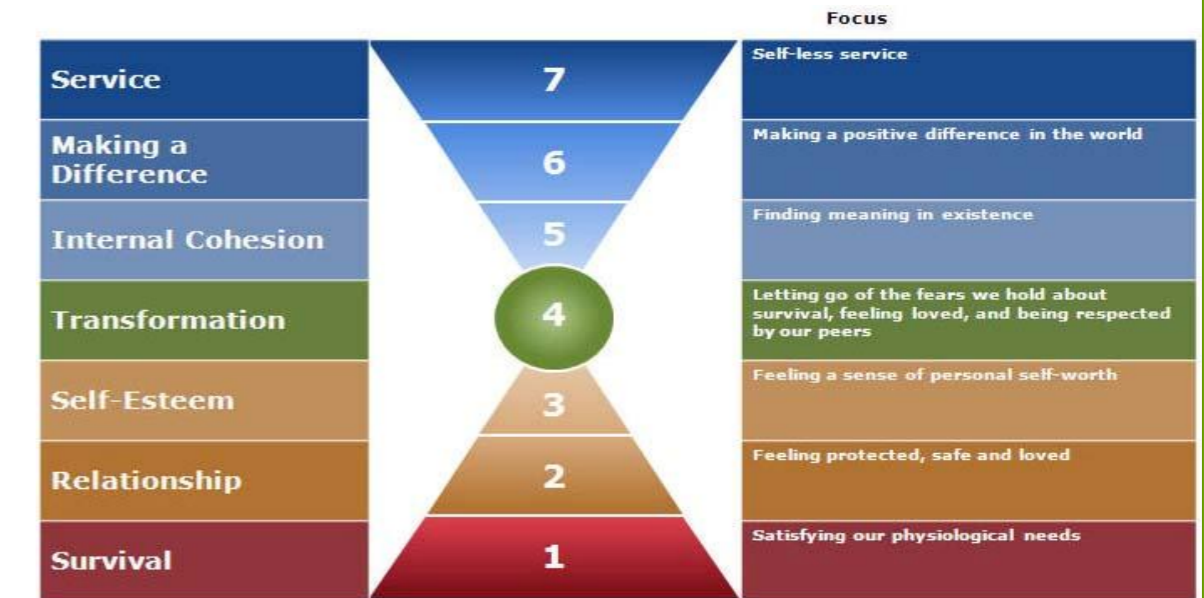 Focus
Service
7
Self-less service
Making a
Difference
6
Making a positive difference in the world
Internal Cohesion
5
Finding meaning in existence
Transformation
4
Letting go of the fears we hold about
survival, feeling loved, and being respected
by our peers
Self-Esteem
3
Feeling a sense of personal self-worth
Relationship
2
Feeling protected, safe and loved
Survival
1
Satisfying our physiological needs